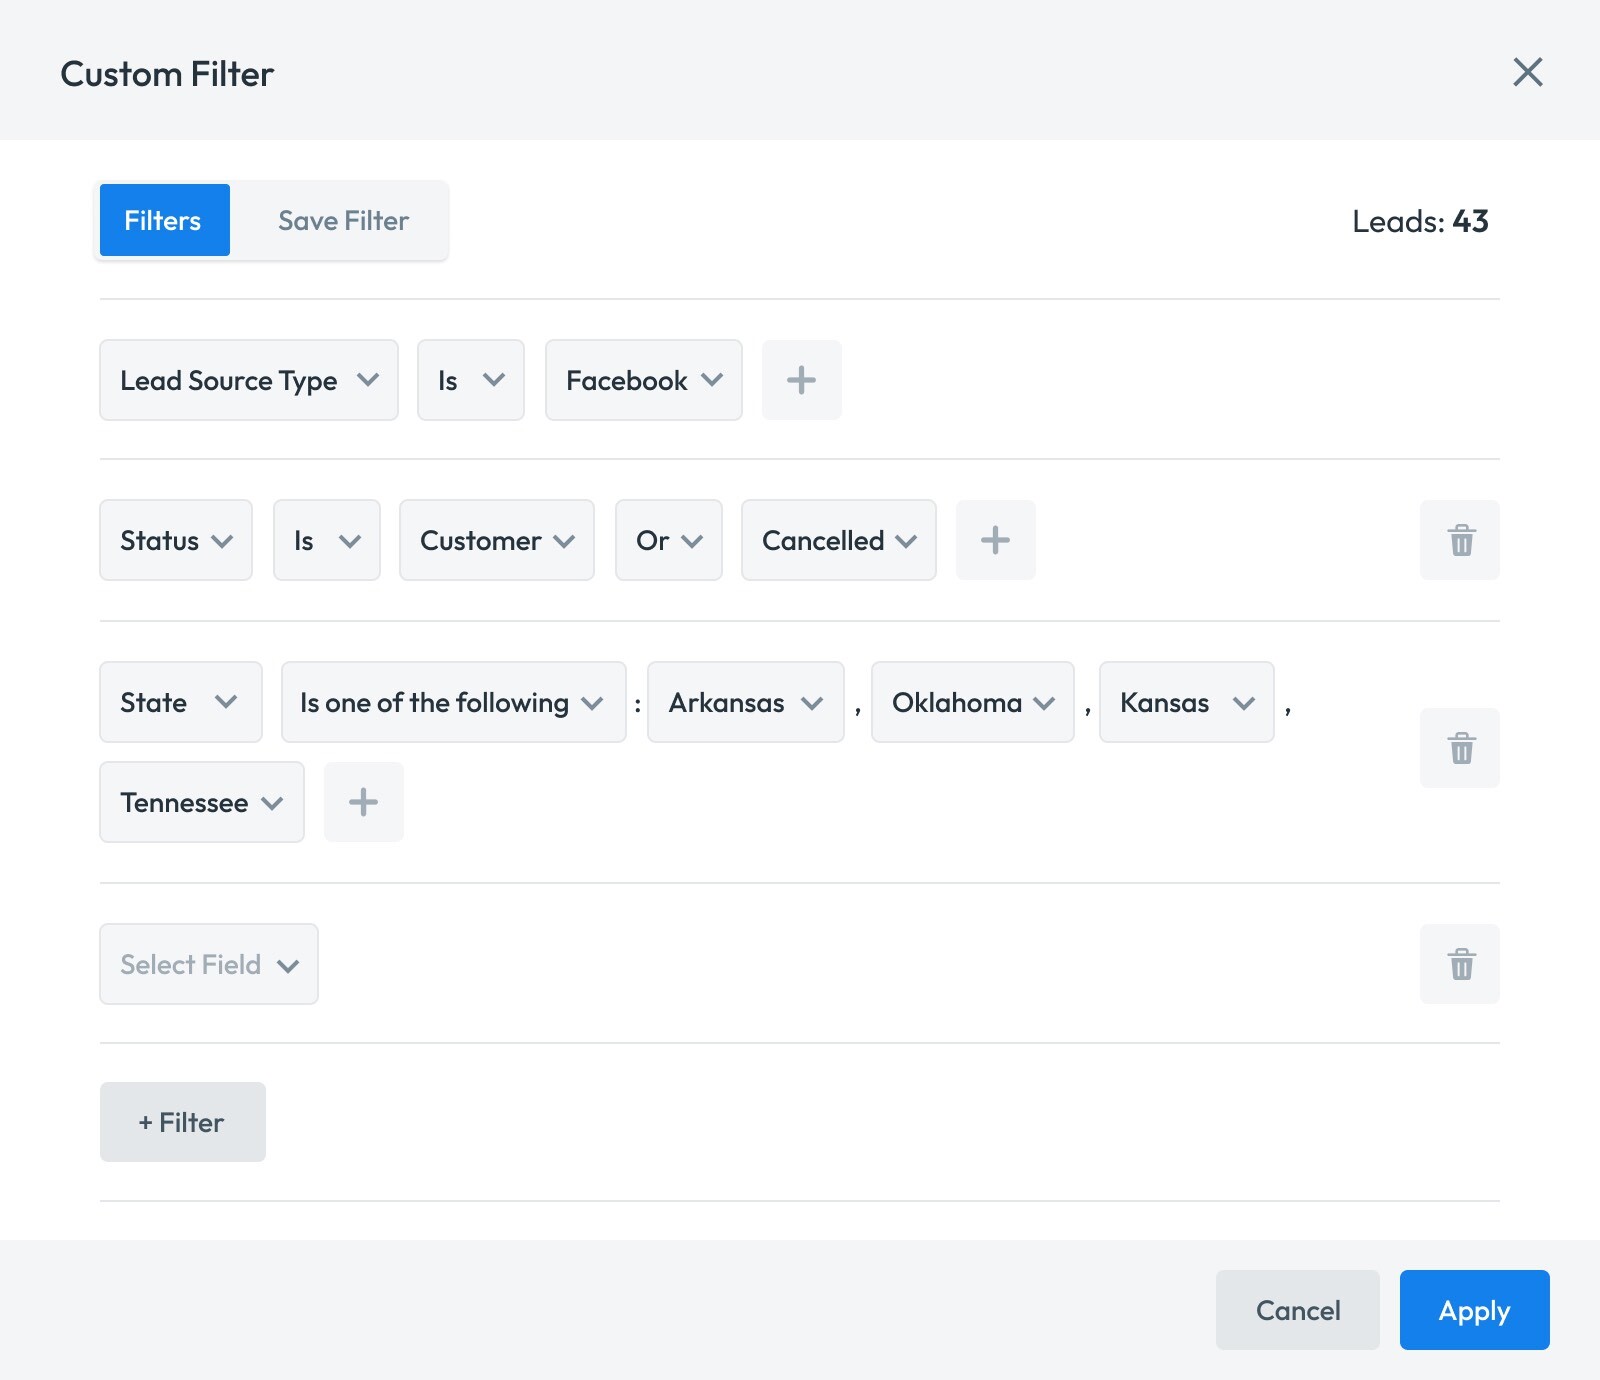 Custom Filter
Filters Save Filter Leads: 43
Lead Source Type Is Facebook
Status Is Customer Or Cancelled
State Is one of the following : Arkansas , Oklahoma , Kansas ,
Tennessee
Select Field
+ Filter
Cancel Apply